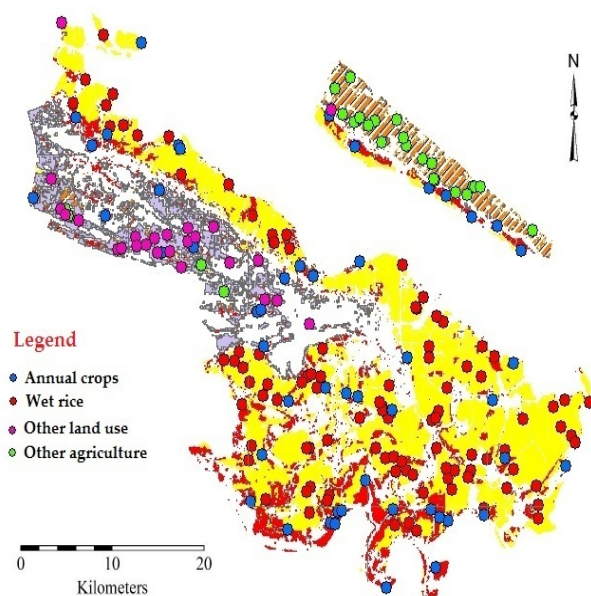 N
Legend
Annual crops
Wet rice
Other land use
Other agriculture
0 10 20
Kilometers